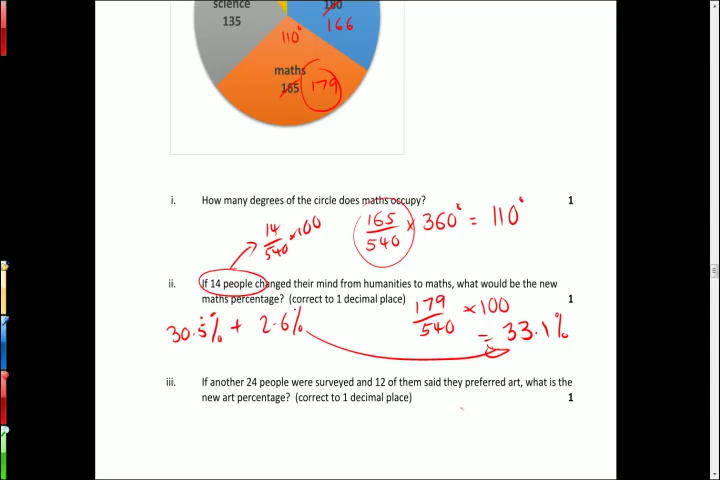 science
135
180
166
110°
maths
165 179
i. How many degrees of the circle does maths occupy? 1
14/540 × 100
165/540 × 360° = 110°
ii. If 14 people changed their mind from humanities to maths, what would be the new
maths percentage? (correct to 1 decimal place) 1
179/540 × 100
= 33.1%
30.5% + 2.6%
iii. If another 24 people were surveyed and 12 of them said they preferred art, what is the
new art percentage? (correct to 1 decimal place) 1